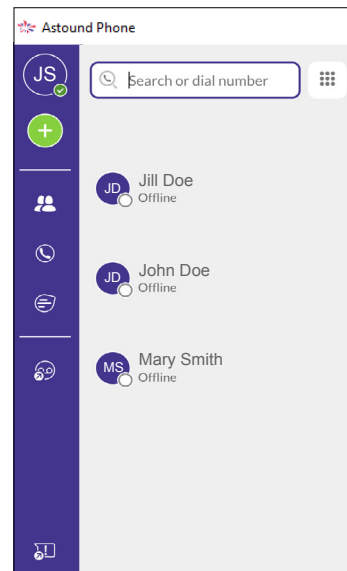 Astound Phone
JS
Search or dial number
JD
Jill Doe
Offline
JD
John Doe
Offline
MS
Mary Smith
Offline